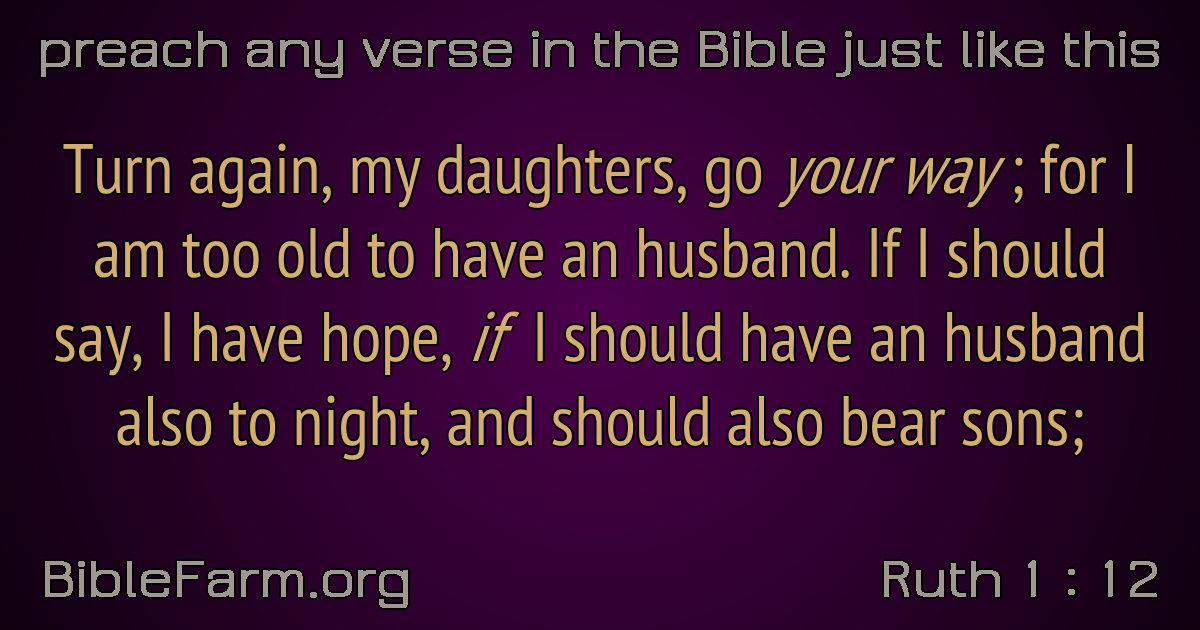 preach any verse in the Bible just like this
Turn again, my daughters, go your way ; for I
am too old to have an husband. If I should
say, I have hope, if I should have an husband
also to night, and should also bear sons;
BibleFarm.org
Ruth 1 : 12